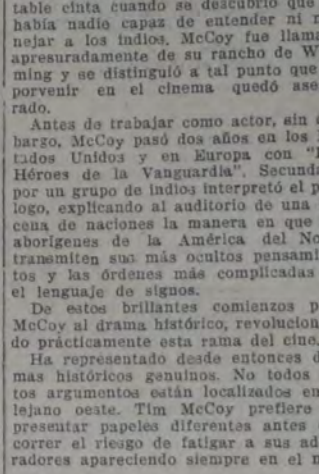 table cinta cuando se descubrió que
había nadie capaz de entender ni
nejar a los indios. McCoy fue llama
apresuradamente de su rancho de W
ming y se distinguió a tal punto que
porvenir en el cinema quedó ase
rado.
Antes de trabajar como actor, sin
bargo, McCoy pasó dos años en los
tados Unidos y en Europa con "
Héroes de la Vanguardia". Secunda
por un grupo de indios interpretó el p
logo, explicando al auditorio de una
cena de naciones la manera en que
aborígenes de la América del No
transmiten sus más ocultos pensami
tos y las órdenes más complicadas
el lenguaje de signos.
De estos brillantes comienzos p
McCoy al drama histórico, revolucion
do prácticamente esta rama del cine.
Ha representado desde entonces d
mas históricos genuinos. No todos
tos argumentos están localizados en
lejano oeste. Tim McCoy prefiere
presentar papeles diferentes antes
correr el riesgo de fatigar a sus ad
radores apareciendo siempre en el m